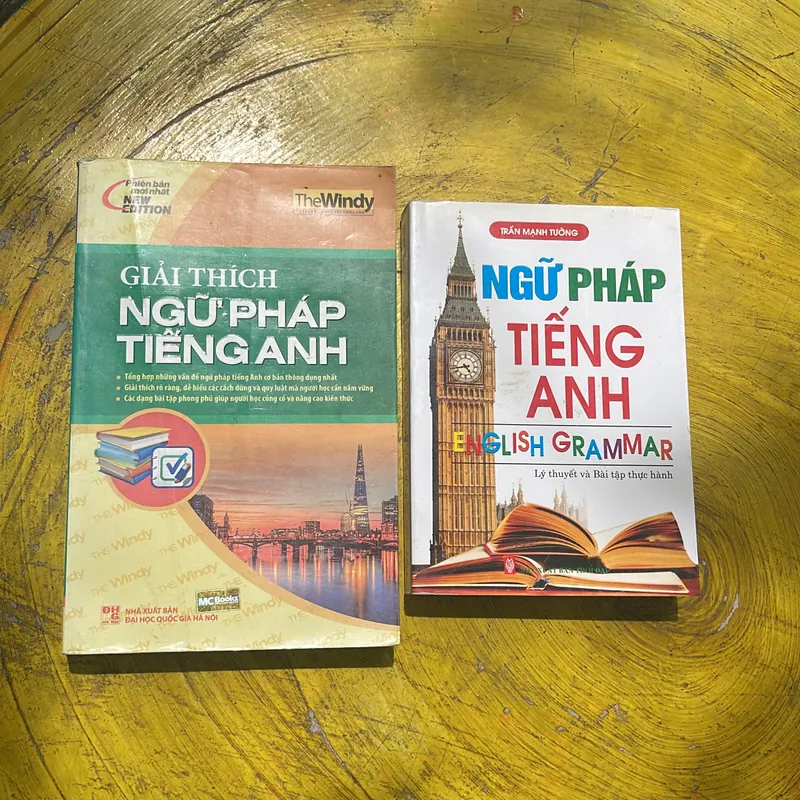 Phiên bản
mới nhất
NEW
EDITION
TheWindy
GIẢI THÍCH
NGỮ PHÁP
TIẾNG ANH
• Tổng hợp những vấn đề ngữ pháp tiếng Anh cơ bản thông dụng nhất
• Giải thích rõ ràng, dễ hiểu các cách dùng và quy luật mà người học cần nắm vững
• Các dạng bài tập phong phú giúp người học củng cố và nâng cao kiến thức
THE Windy
MCBooks
NHÀ XUẤT BẢN
ĐẠI HỌC QUỐC GIA HÀ NỘI
TRẦN MẠNH TƯỜNG
NGỮ PHÁP
TIẾNG
ANH
ENGLISH GRAMMAR
Lý thuyết và Bài tập thực hành